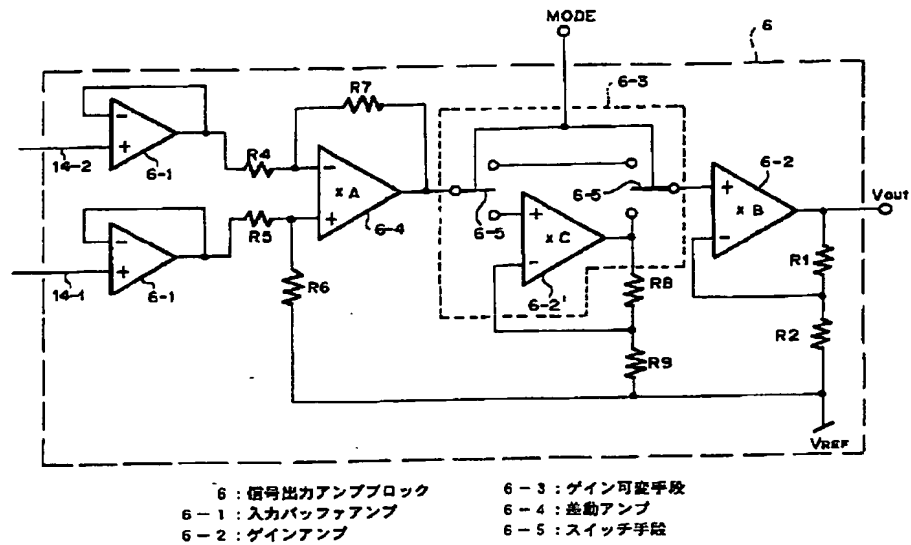 MODE
6
6-3
R7
R4
14-2
6-1
×A
6-4
R5
14-1
6-1
R6
6-5
×C
6-5
6-2'
R8
R9
6-2
×B
Vout
R1
R2
VREF
6：信号出力アンプブロック
6－1：入力バッファアンプ
6－2：ゲインアンプ
6－3：ゲイン可変手段
6－4：差動アンプ
6－5：スイッチ手段